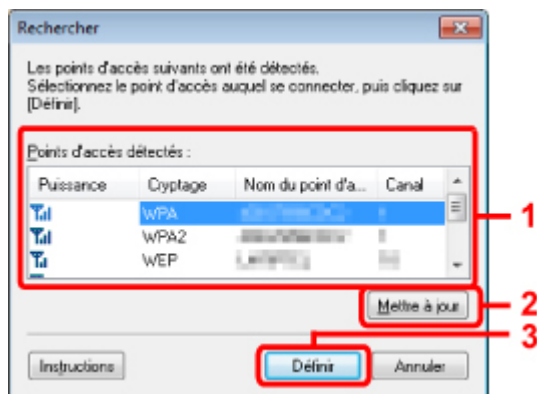 Rechercher
Les points d'accès suivants ont été détectés.
Sélectionnez le point d'accès auquel se connecter, puis cliquez sur
[Définir].
Points d'accès détectés :
Puissance Cryptage Nom du point d'a... Canal
WPA
WPA2
WEP
1
Mettre à jour
2
3
Instructions Définir Annuler